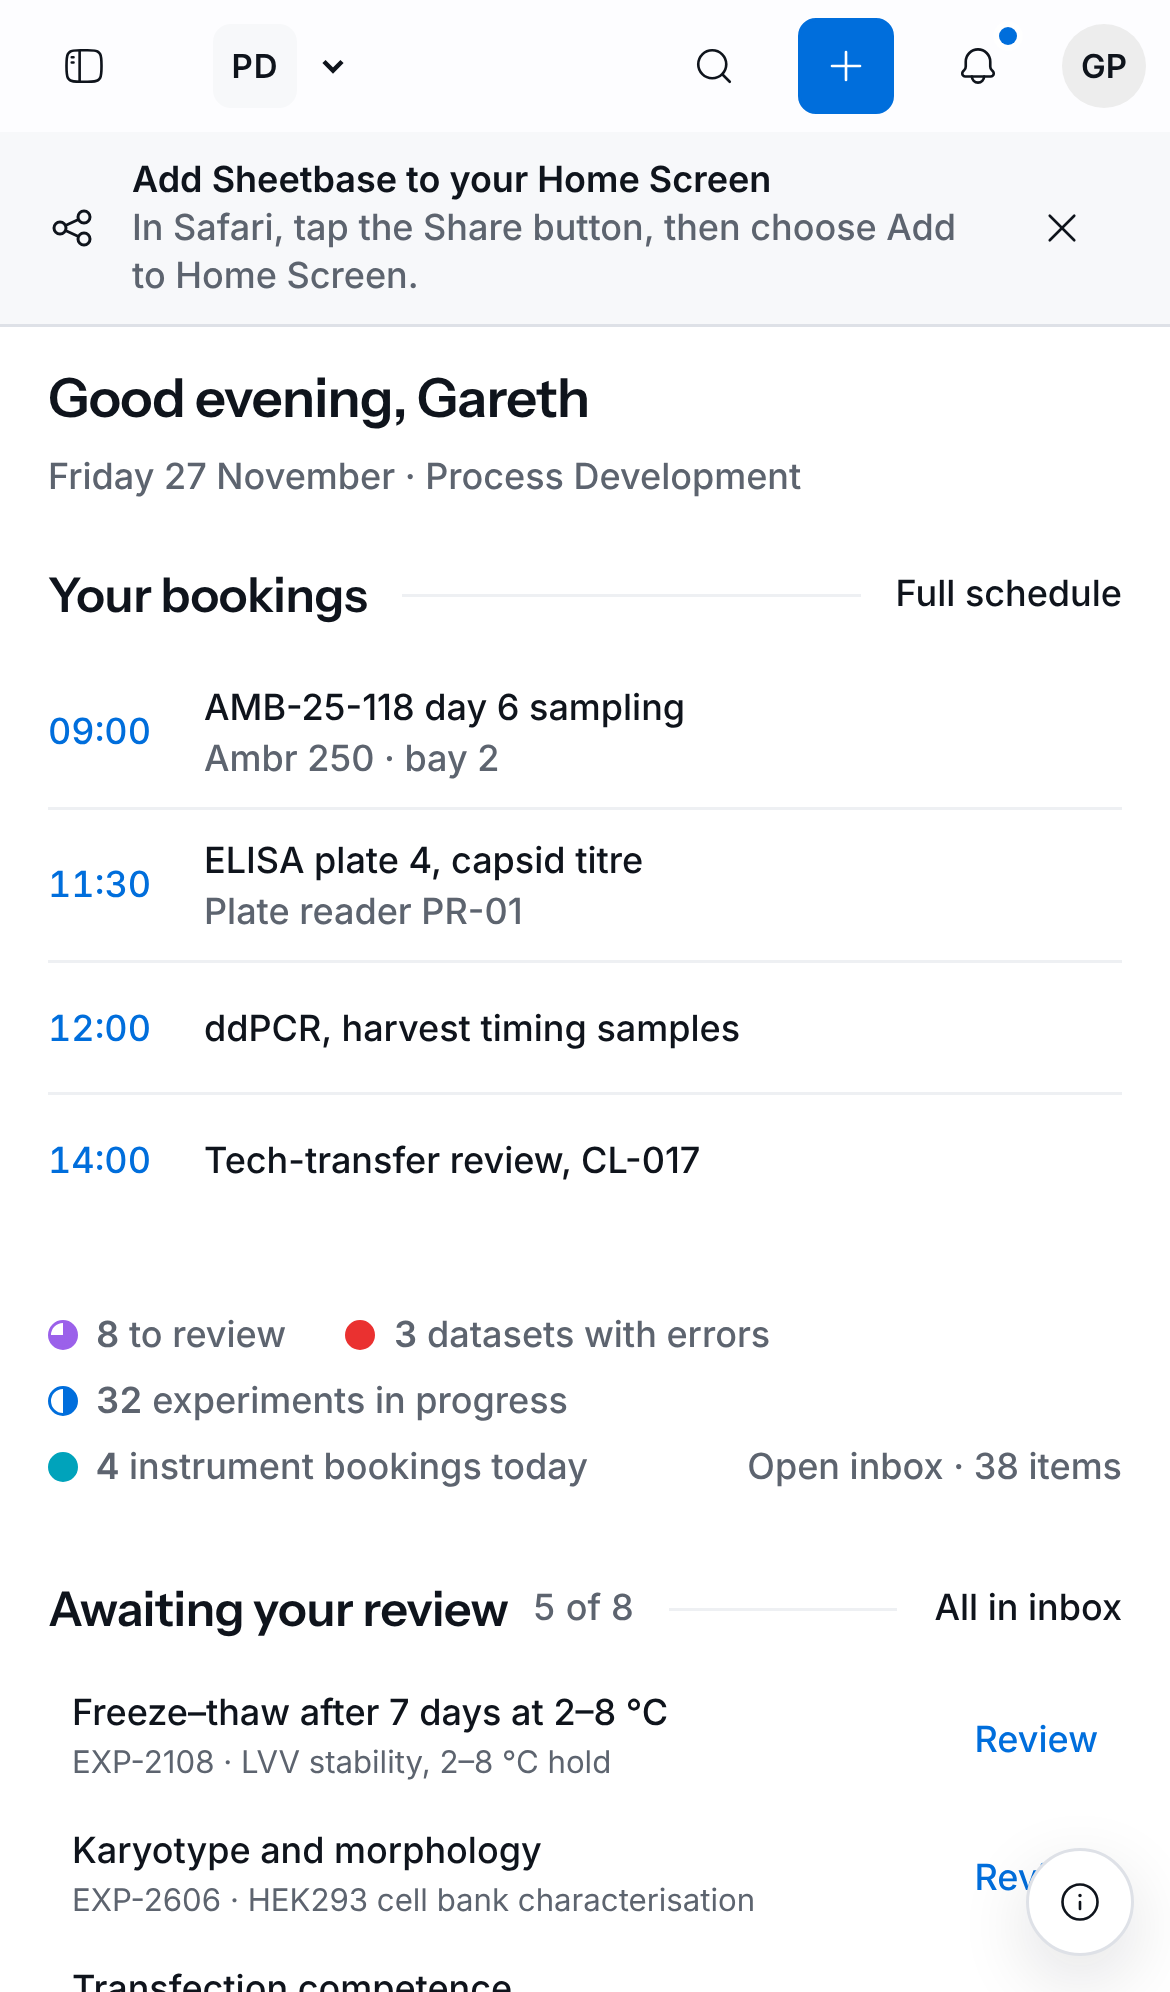 PD
GP
Add Sheetbase to your Home Screen
In Safari, tap the Share button, then choose Add
to Home Screen.
Good evening, Gareth
Friday 27 November · Process Development
Your bookings
Full schedule
09:00
AMB-25-118 day 6 sampling
Ambr 250 · bay 2
11:30
ELISA plate 4, capsid titre
Plate reader PR-01
12:00
ddPCR, harvest timing samples
14:00
Tech-transfer review, CL-017
8 to review
3 datasets with errors
32 experiments in progress
4 instrument bookings today
Open inbox · 38 items
Awaiting your review 5 of 8
All in inbox
Freeze–thaw after 7 days at 2–8 °C
EXP-2108 · LVV stability, 2–8 °C hold
Review
Karyotype and morphology
EXP-2606 · HEK293 cell bank characterisation
Transfection competence